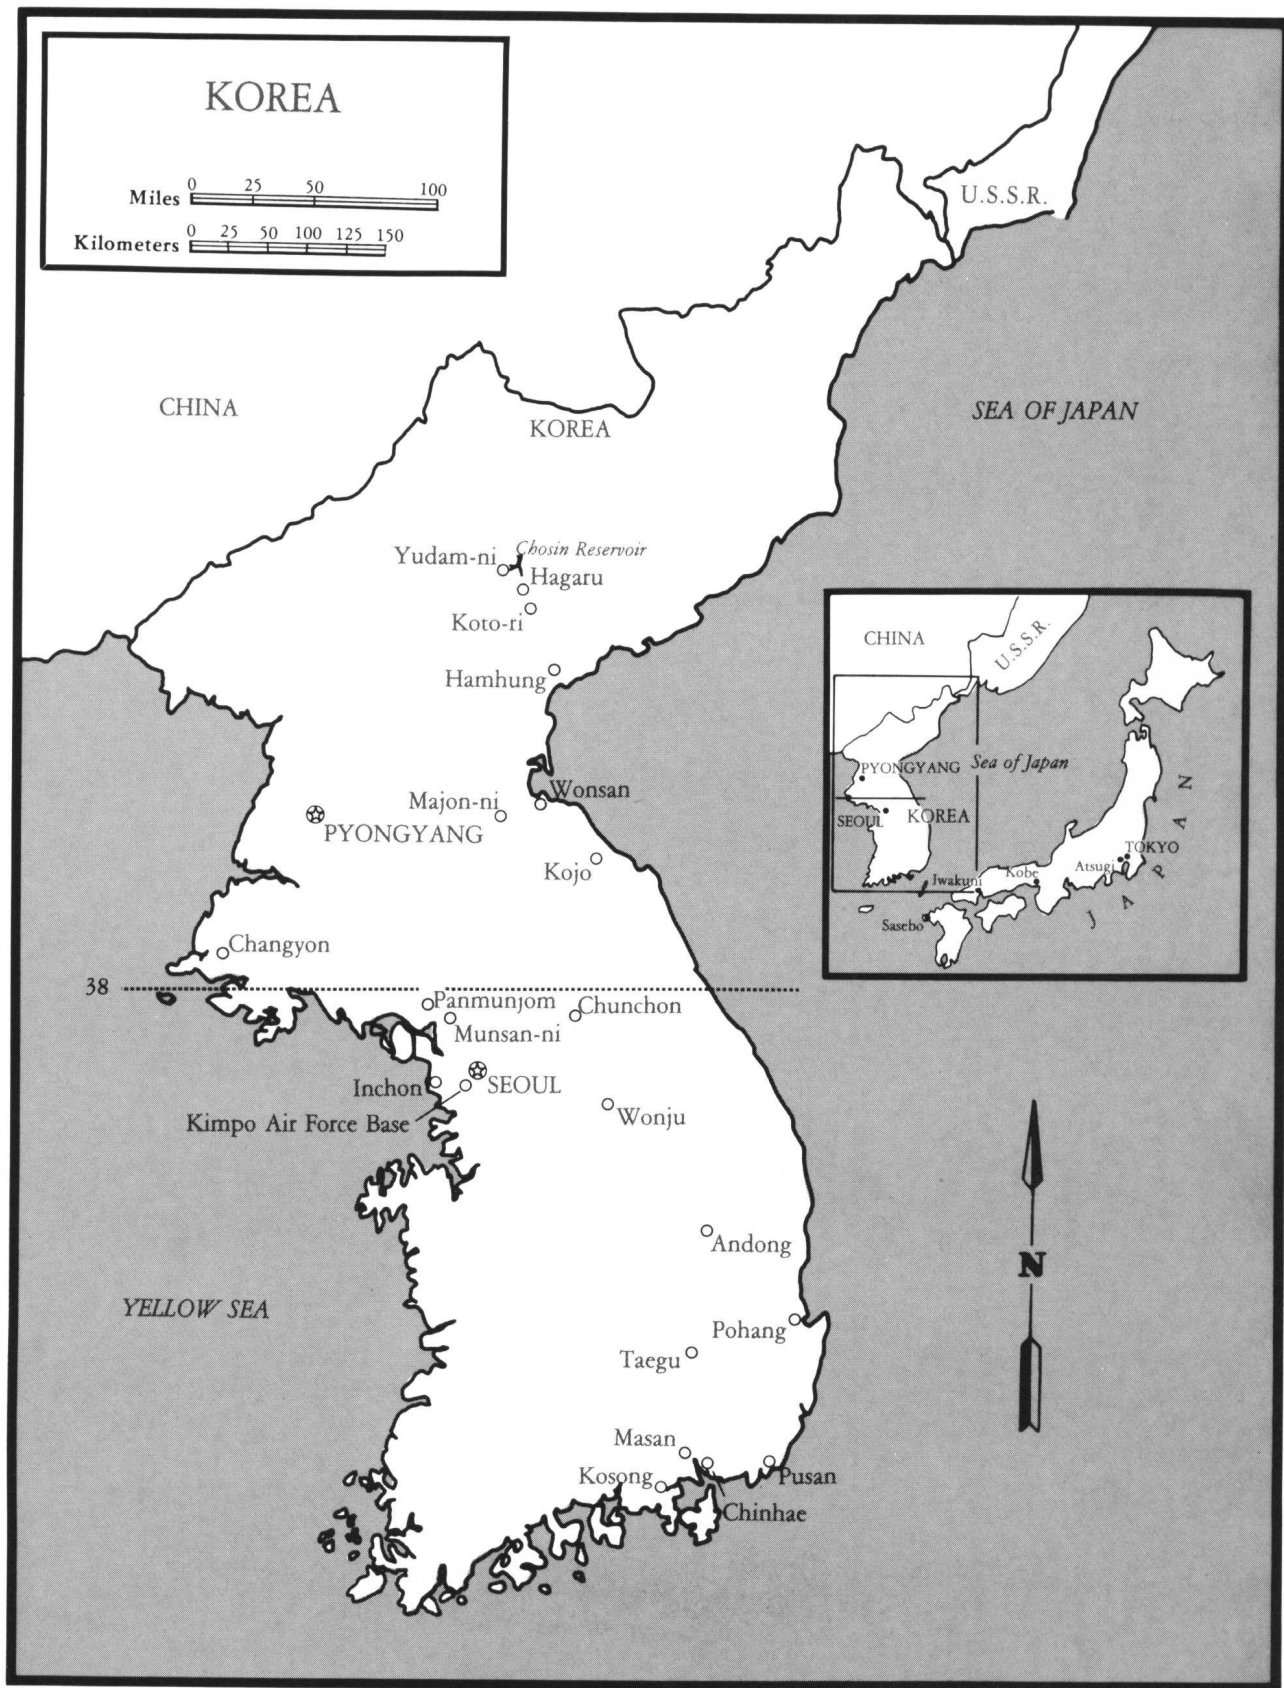 KOREA
Miles 0 25 50 100
Kilometers 0 25 50 100 125 150
U.S.S.R.
CHINA
KOREA
SEA OF JAPAN
Yudam-ni
Chosin Reservoir
Hagaru
Koto-ri
Hamhung
Wonsan
Majon-ni
PYONGYANG
Kojo
Changyon
38
Panmunjom
Chunchon
Munsan-ni
Inchon
SEOUL
Kimpo Air Force Base
Wonju
Andong
YELLOW SEA
Pohang
Taegu
Masan
Kosong
Pusan
Chinhae
N
CHINA
U.S.S.R.
PYONGYANG
Sea of Japan
SEOUL
KOREA
TOKYO
Atsugi
Kobe
Iwakuni
Sasebo
JAPAN